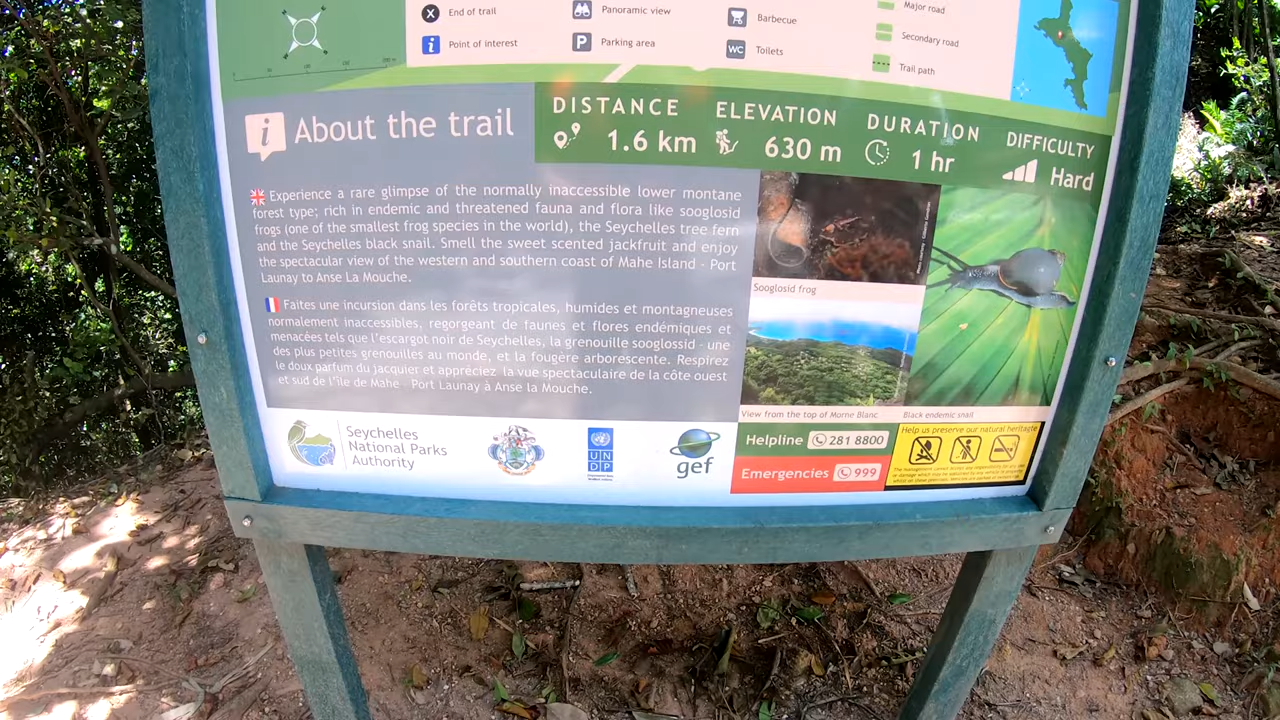 End of trail
Panoramic view
Barbecue
Major road
Point of interest
Parking area
WC
Toilets
Secondary road
Trail path
About the trail
DISTANCE
1.6 km
ELEVATION
630 m
DURATION
1 hr
DIFFICULTY
Hard
Experience a rare glimpse of the normally inaccessible lower montane
forest type; rich in endemic and threatened fauna and flora like sooglosid
frogs (one of the smallest frog species in the world), the Seychelles tree fern
and the Seychelles black snail. Smell the sweet scented jackfruit and enjoy
the spectacular view of the western and southern coast of Mahe Island - Port
Launay to Anse La Mouche.
Faites une incursion dans les forêts tropicales, humides et montagneuses
normalement inaccessibles, regorgeant de faunes et flores endémiques et
menacées tels que l'escargot noir de Seychelles, la grenouille sooglossid - une
des plus petites grenouilles au monde, et la fougère arborescente. Respirez
le doux parfum du jacquier et appréciez la vue spectaculaire de la côte ouest
et sud de l'île de Mahe - Port Launay à Anse la Mouche.
Sooglosid frog
View from the top of Morne Blanc
Black endemic snail
Seychelles
National Parks
Authority
UN
DP
gef
Helpline 281 8800
Emergencies 999
Help us preserve our natural heritagte